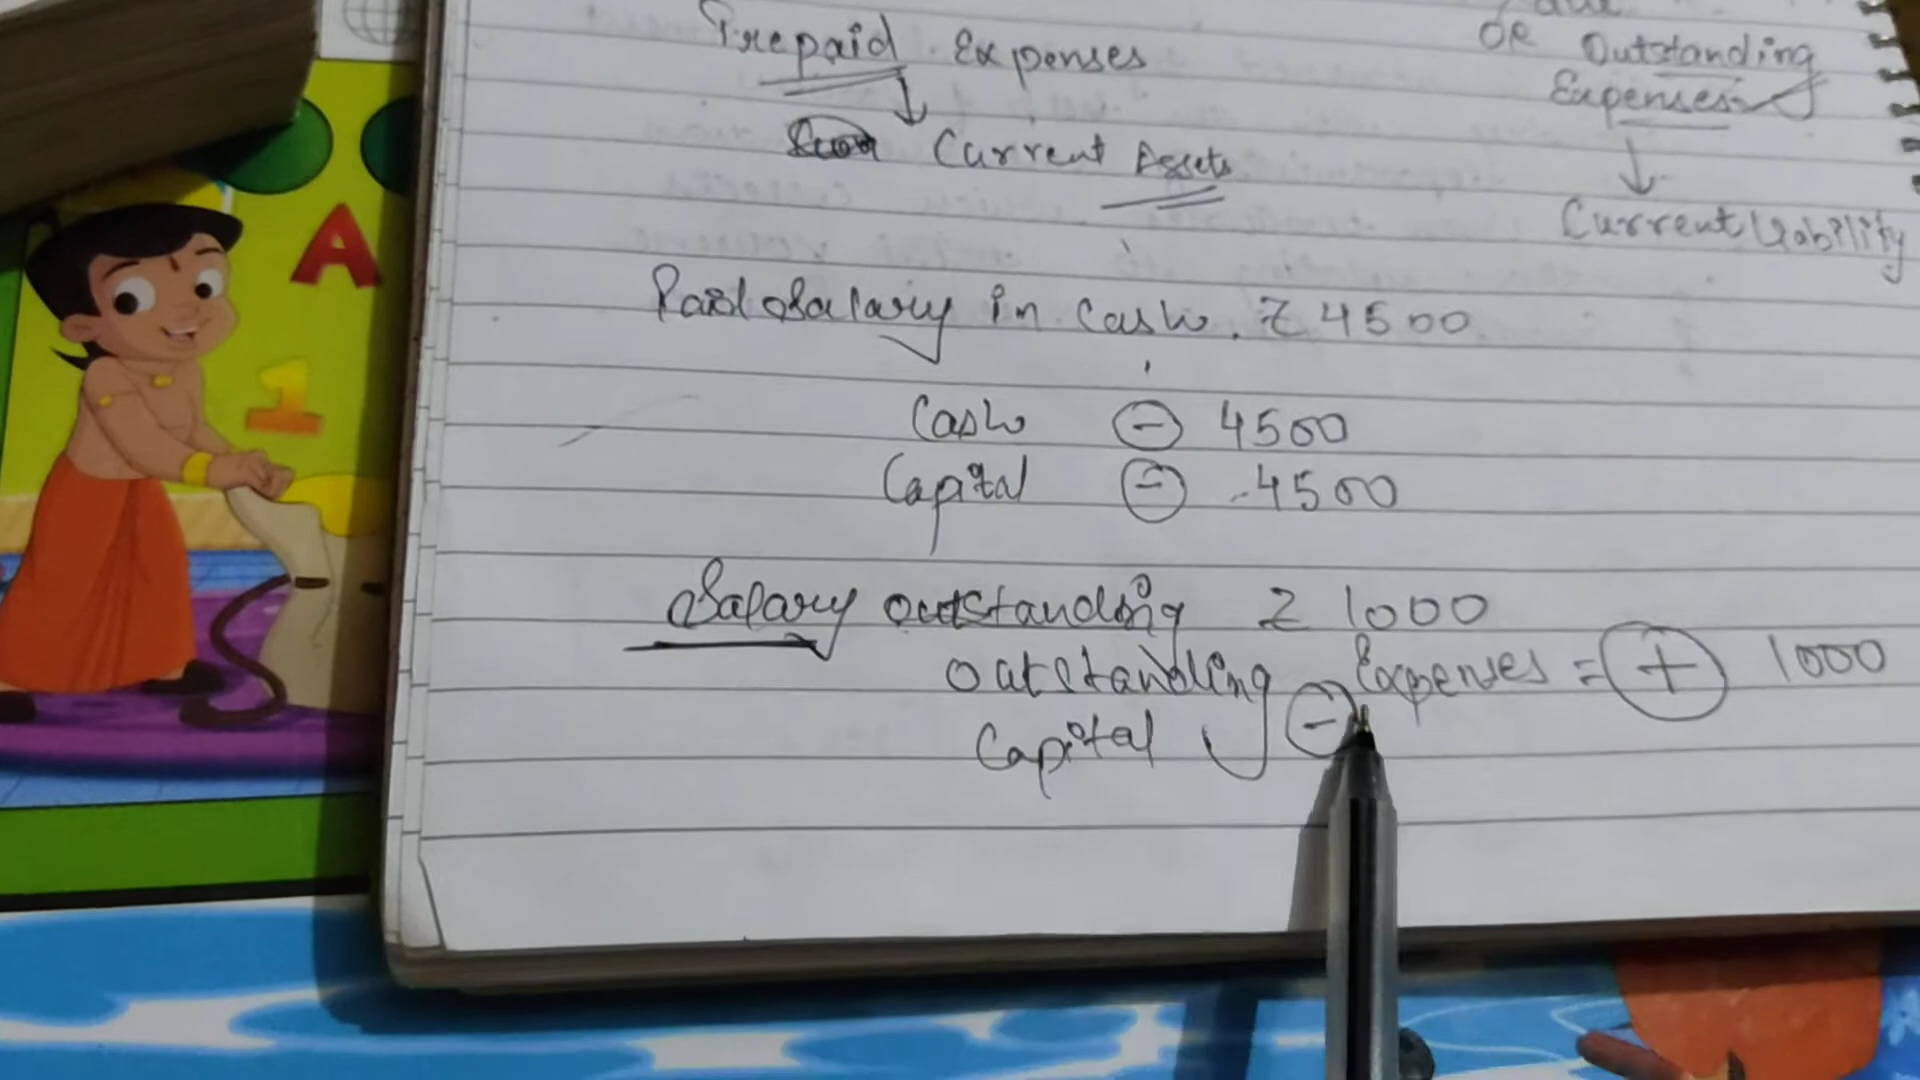 Prepaid Expenses
Current Assets
OR Outstanding
Expenses
Current Liability
Paid Salary in Cash. ₹ 4500
Cash - 4500
Capital - 4500
Salary outstanding ₹ 1000
outstanding Expenses = + 1000
Capital -
A
1